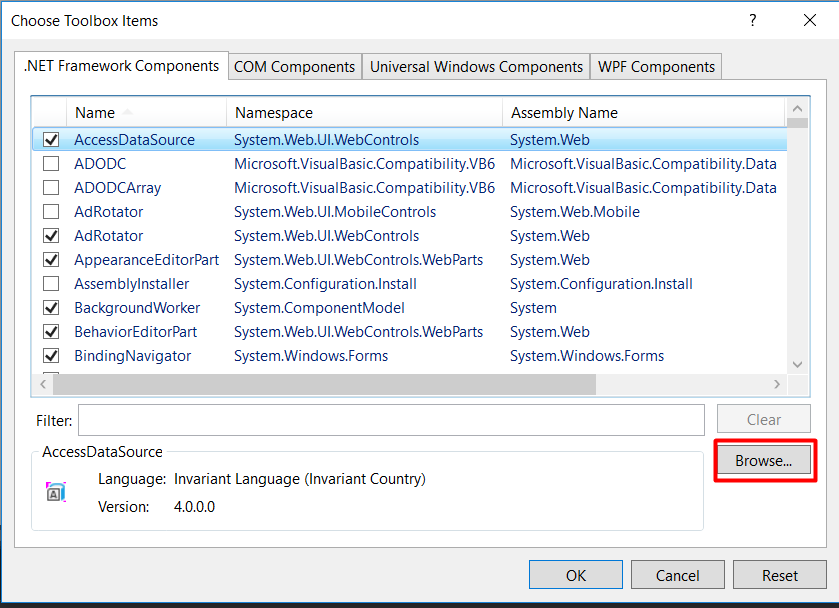 Choose Toolbox Items ?
.NET Framework Components COM Components Universal Windows Components WPF Components
Name Namespace Assembly Name
AccessDataSource System.Web.UI.WebControls System.Web
ADODC Microsoft.VisualBasic.Compatibility.VB6 Microsoft.VisualBasic.Compatibility.Data
ADODCArray Microsoft.VisualBasic.Compatibility.VB6 Microsoft.VisualBasic.Compatibility.Data
AdRotator System.Web.UI.MobileControls System.Web.Mobile
AdRotator System.Web.UI.WebControls System.Web
AppearanceEditorPart System.Web.UI.WebControls.WebParts System.Web
AssemblyInstaller System.Configuration.Install System.Configuration.Install
BackgroundWorker System.ComponentModel System
BehaviorEditorPart System.Web.UI.WebControls.WebParts System.Web
BindingNavigator System.Windows.Forms System.Windows.Forms
Filter: Clear
AccessDataSource
Browse...
Language: Invariant Language (Invariant Country)
A
Version: 4.0.0.0
OK Cancel Reset